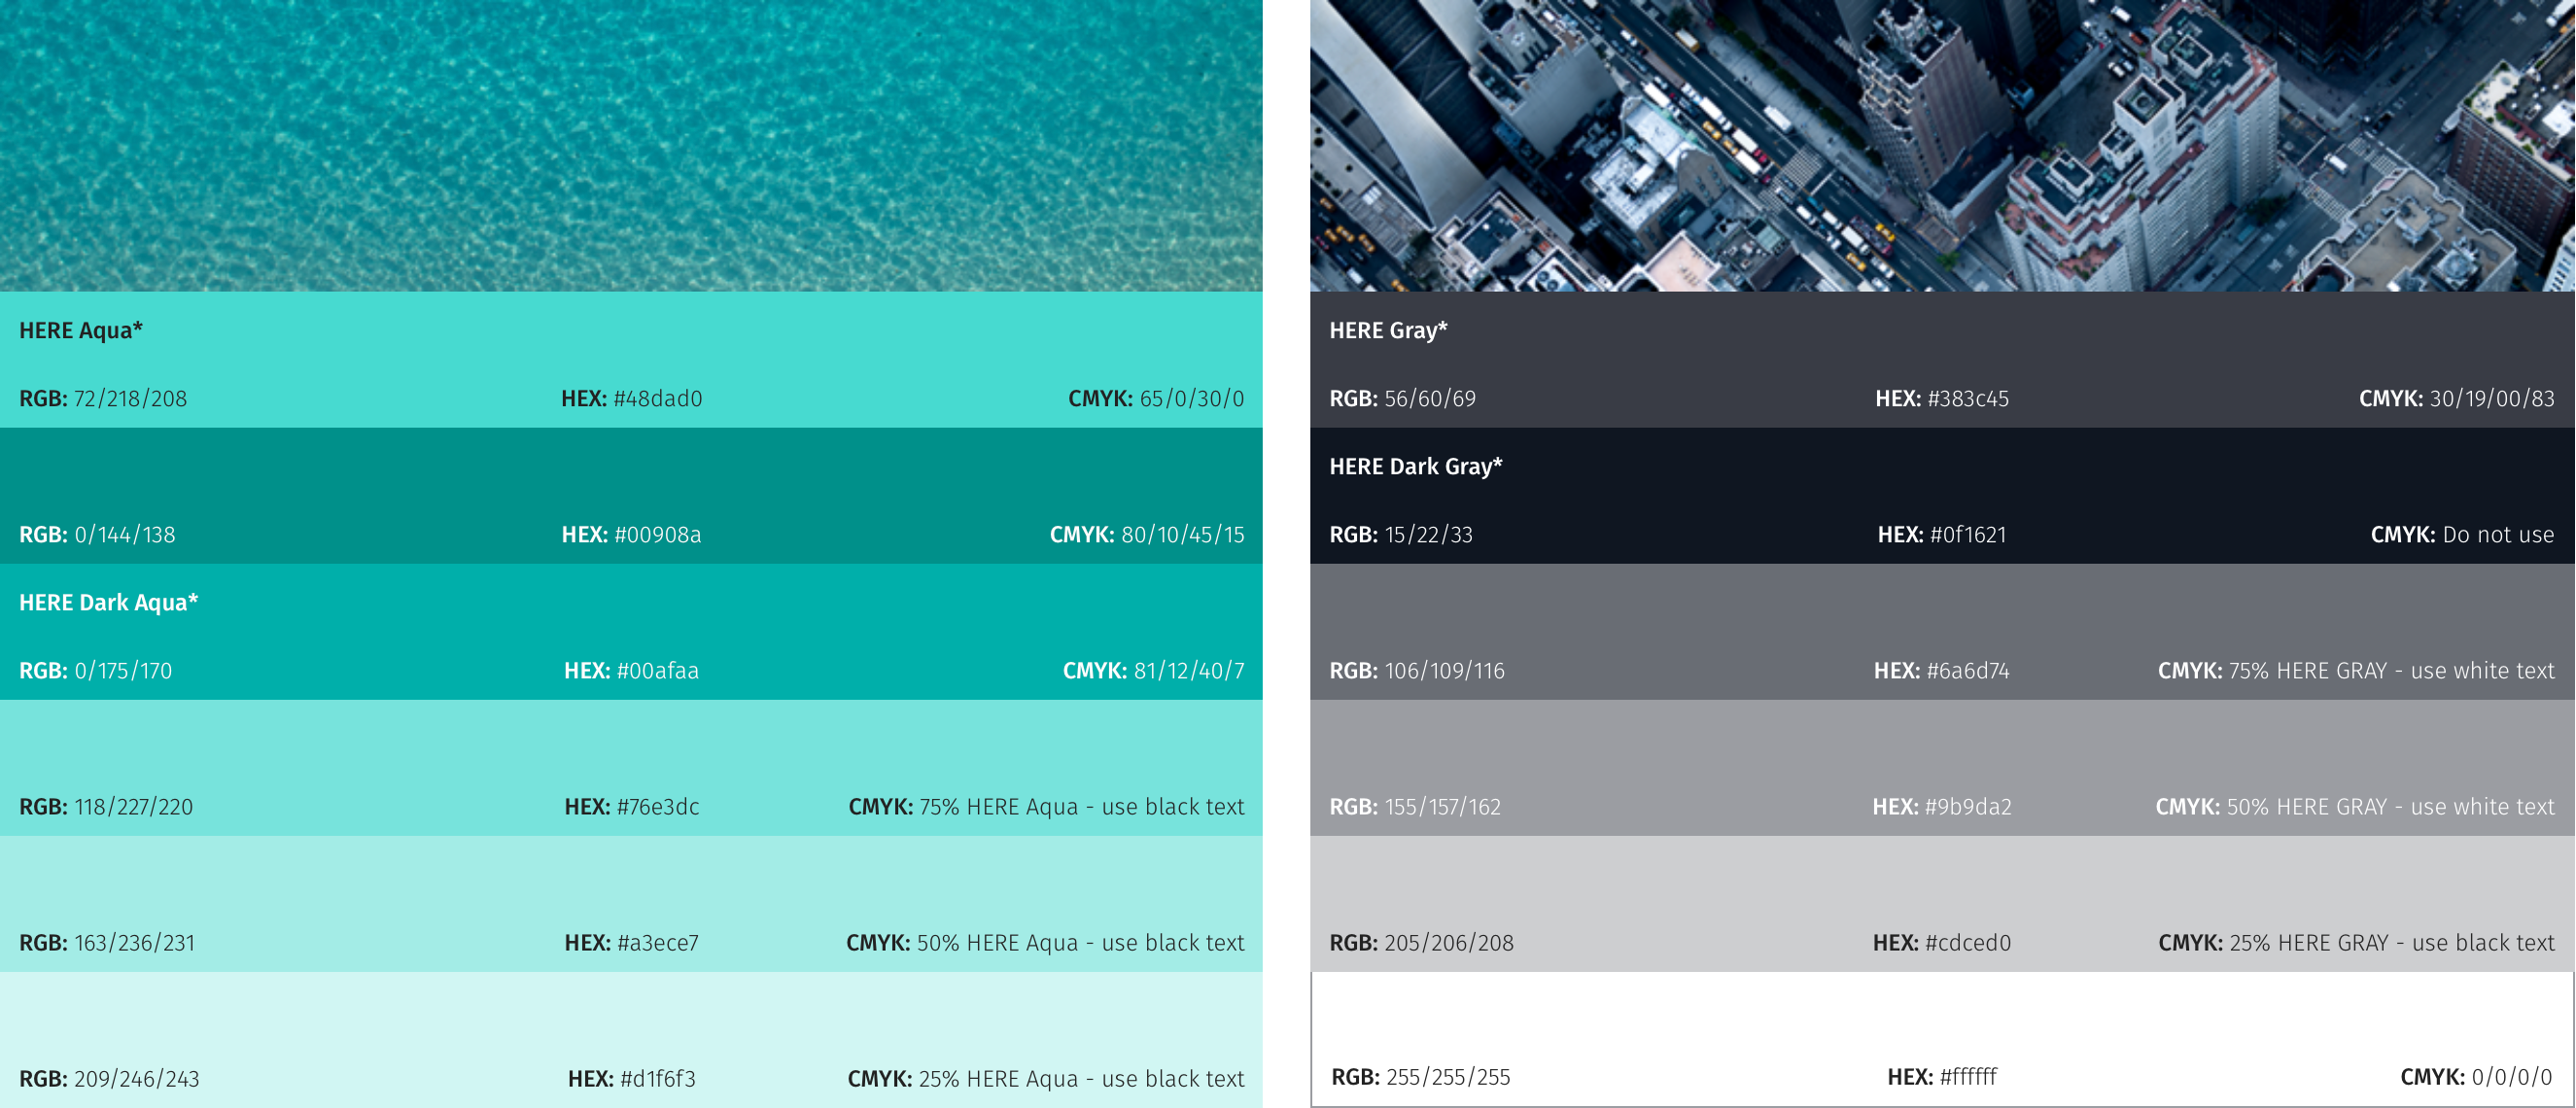 HERE Aqua*
RGB: 72/218/208 HEX: #48dad0 CMYK: 65/0/30/0
RGB: 0/144/138 HEX: #00908a CMYK: 80/10/45/15
HERE Dark Aqua*
RGB: 0/175/170 HEX: #00afaa CMYK: 81/12/40/7
RGB: 118/227/220 HEX: #76e3dc CMYK: 75% HERE Aqua - use black text
RGB: 163/236/231 HEX: #a3ece7 CMYK: 50% HERE Aqua - use black text
RGB: 209/246/243 HEX: #d1f6f3 CMYK: 25% HERE Aqua - use black text
HERE Gray*
RGB: 56/60/69 HEX: #383c45 CMYK: 30/19/00/83
HERE Dark Gray*
RGB: 15/22/33 HEX: #0f1621 CMYK: Do not use
RGB: 106/109/116 HEX: #6a6d74 CMYK: 75% HERE GRAY - use white text
RGB: 155/157/162 HEX: #9b9da2 CMYK: 50% HERE GRAY - use white text
RGB: 205/206/208 HEX: #cdced0 CMYK: 25% HERE GRAY - use black text
RGB: 255/255/255 HEX: #ffffff CMYK: 0/0/0/0